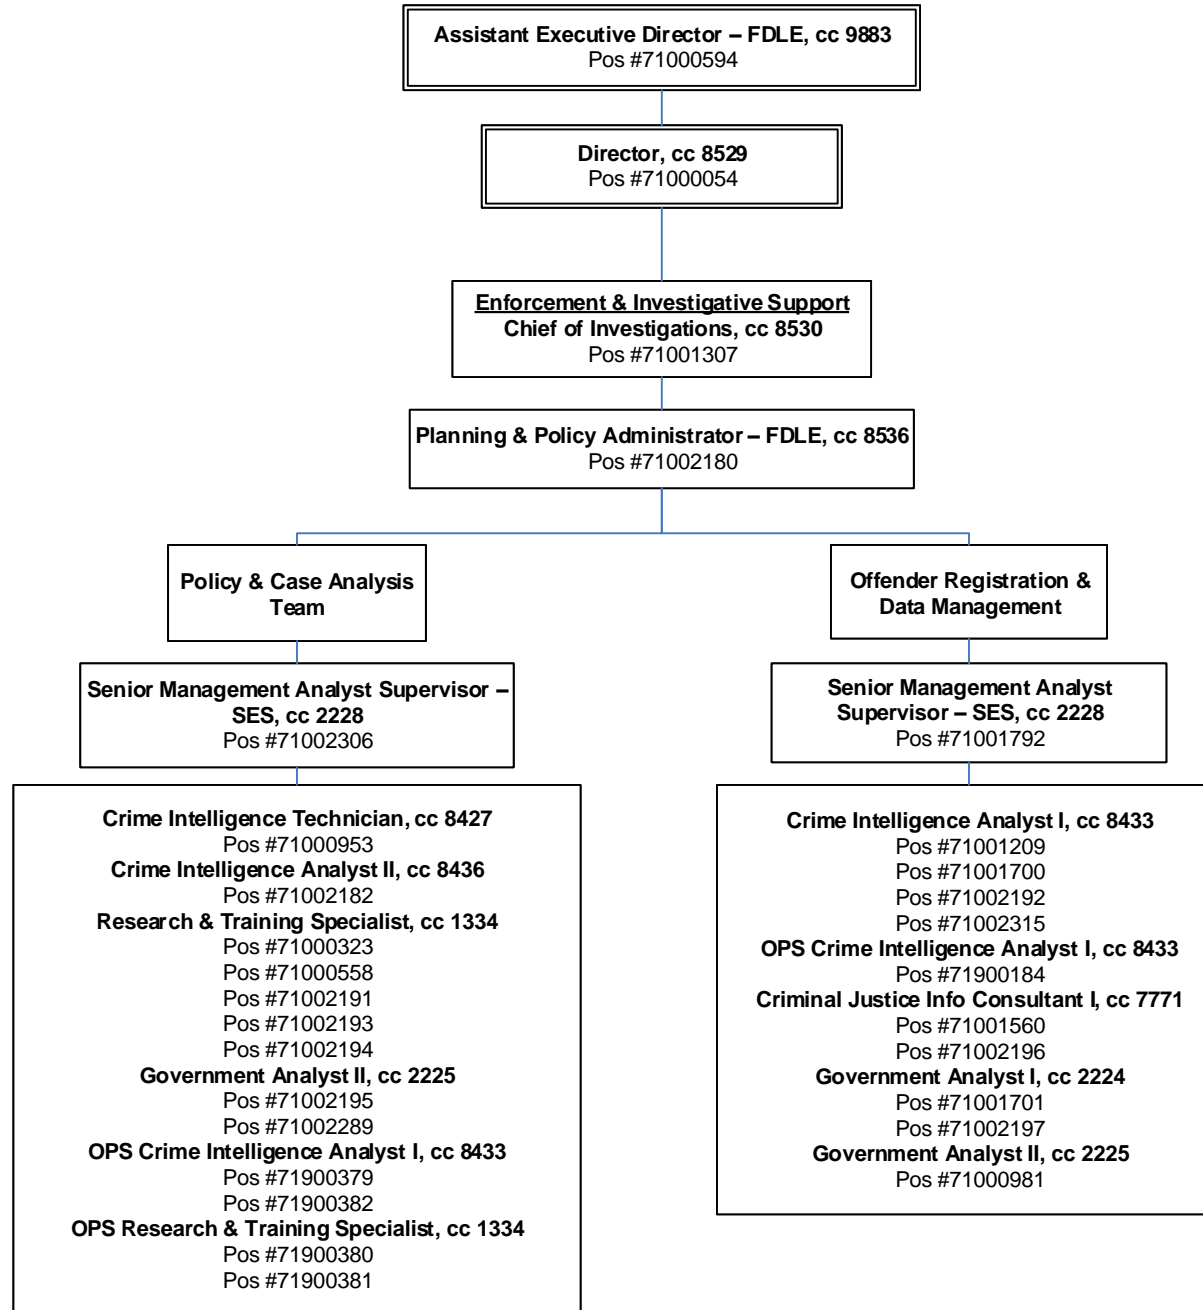 Assistant Executive Director – FDLE, cc 9883
Pos #71000594
Director, cc 8529
Pos #71000054
Enforcement & Investigative Support
Chief of Investigations, cc 8530
Pos #71001307
Planning & Policy Administrator – FDLE, cc 8536
Pos #71002180
Policy & Case Analysis
Team
Senior Management Analyst Supervisor –
SES, cc 2228
Pos #71002306
Crime Intelligence Technician, cc 8427
Pos #71000953
Crime Intelligence Analyst II, cc 8436
Pos #71002182
Research & Training Specialist, cc 1334
Pos #71000323
Pos #71000558
Pos #71002191
Pos #71002193
Pos #71002194
Government Analyst II, cc 2225
Pos #71002195
Pos #71002289
OPS Crime Intelligence Analyst I, cc 8433
Pos #71900379
Pos #71900382
OPS Research & Training Specialist, cc 1334
Pos #71900380
Pos #71900381
Offender Registration &
Data Management
Senior Management Analyst
Supervisor – SES, cc 2228
Pos #71001792
Crime Intelligence Analyst I, cc 8433
Pos #71001209
Pos #71001700
Pos #71002192
Pos #71002315
OPS Crime Intelligence Analyst I, cc 8433
Pos #71900184
Criminal Justice Info Consultant I, cc 7771
Pos #71001560
Pos #71002196
Government Analyst I, cc 2224
Pos #71001701
Pos #71002197
Government Analyst II, cc 2225
Pos #71000981